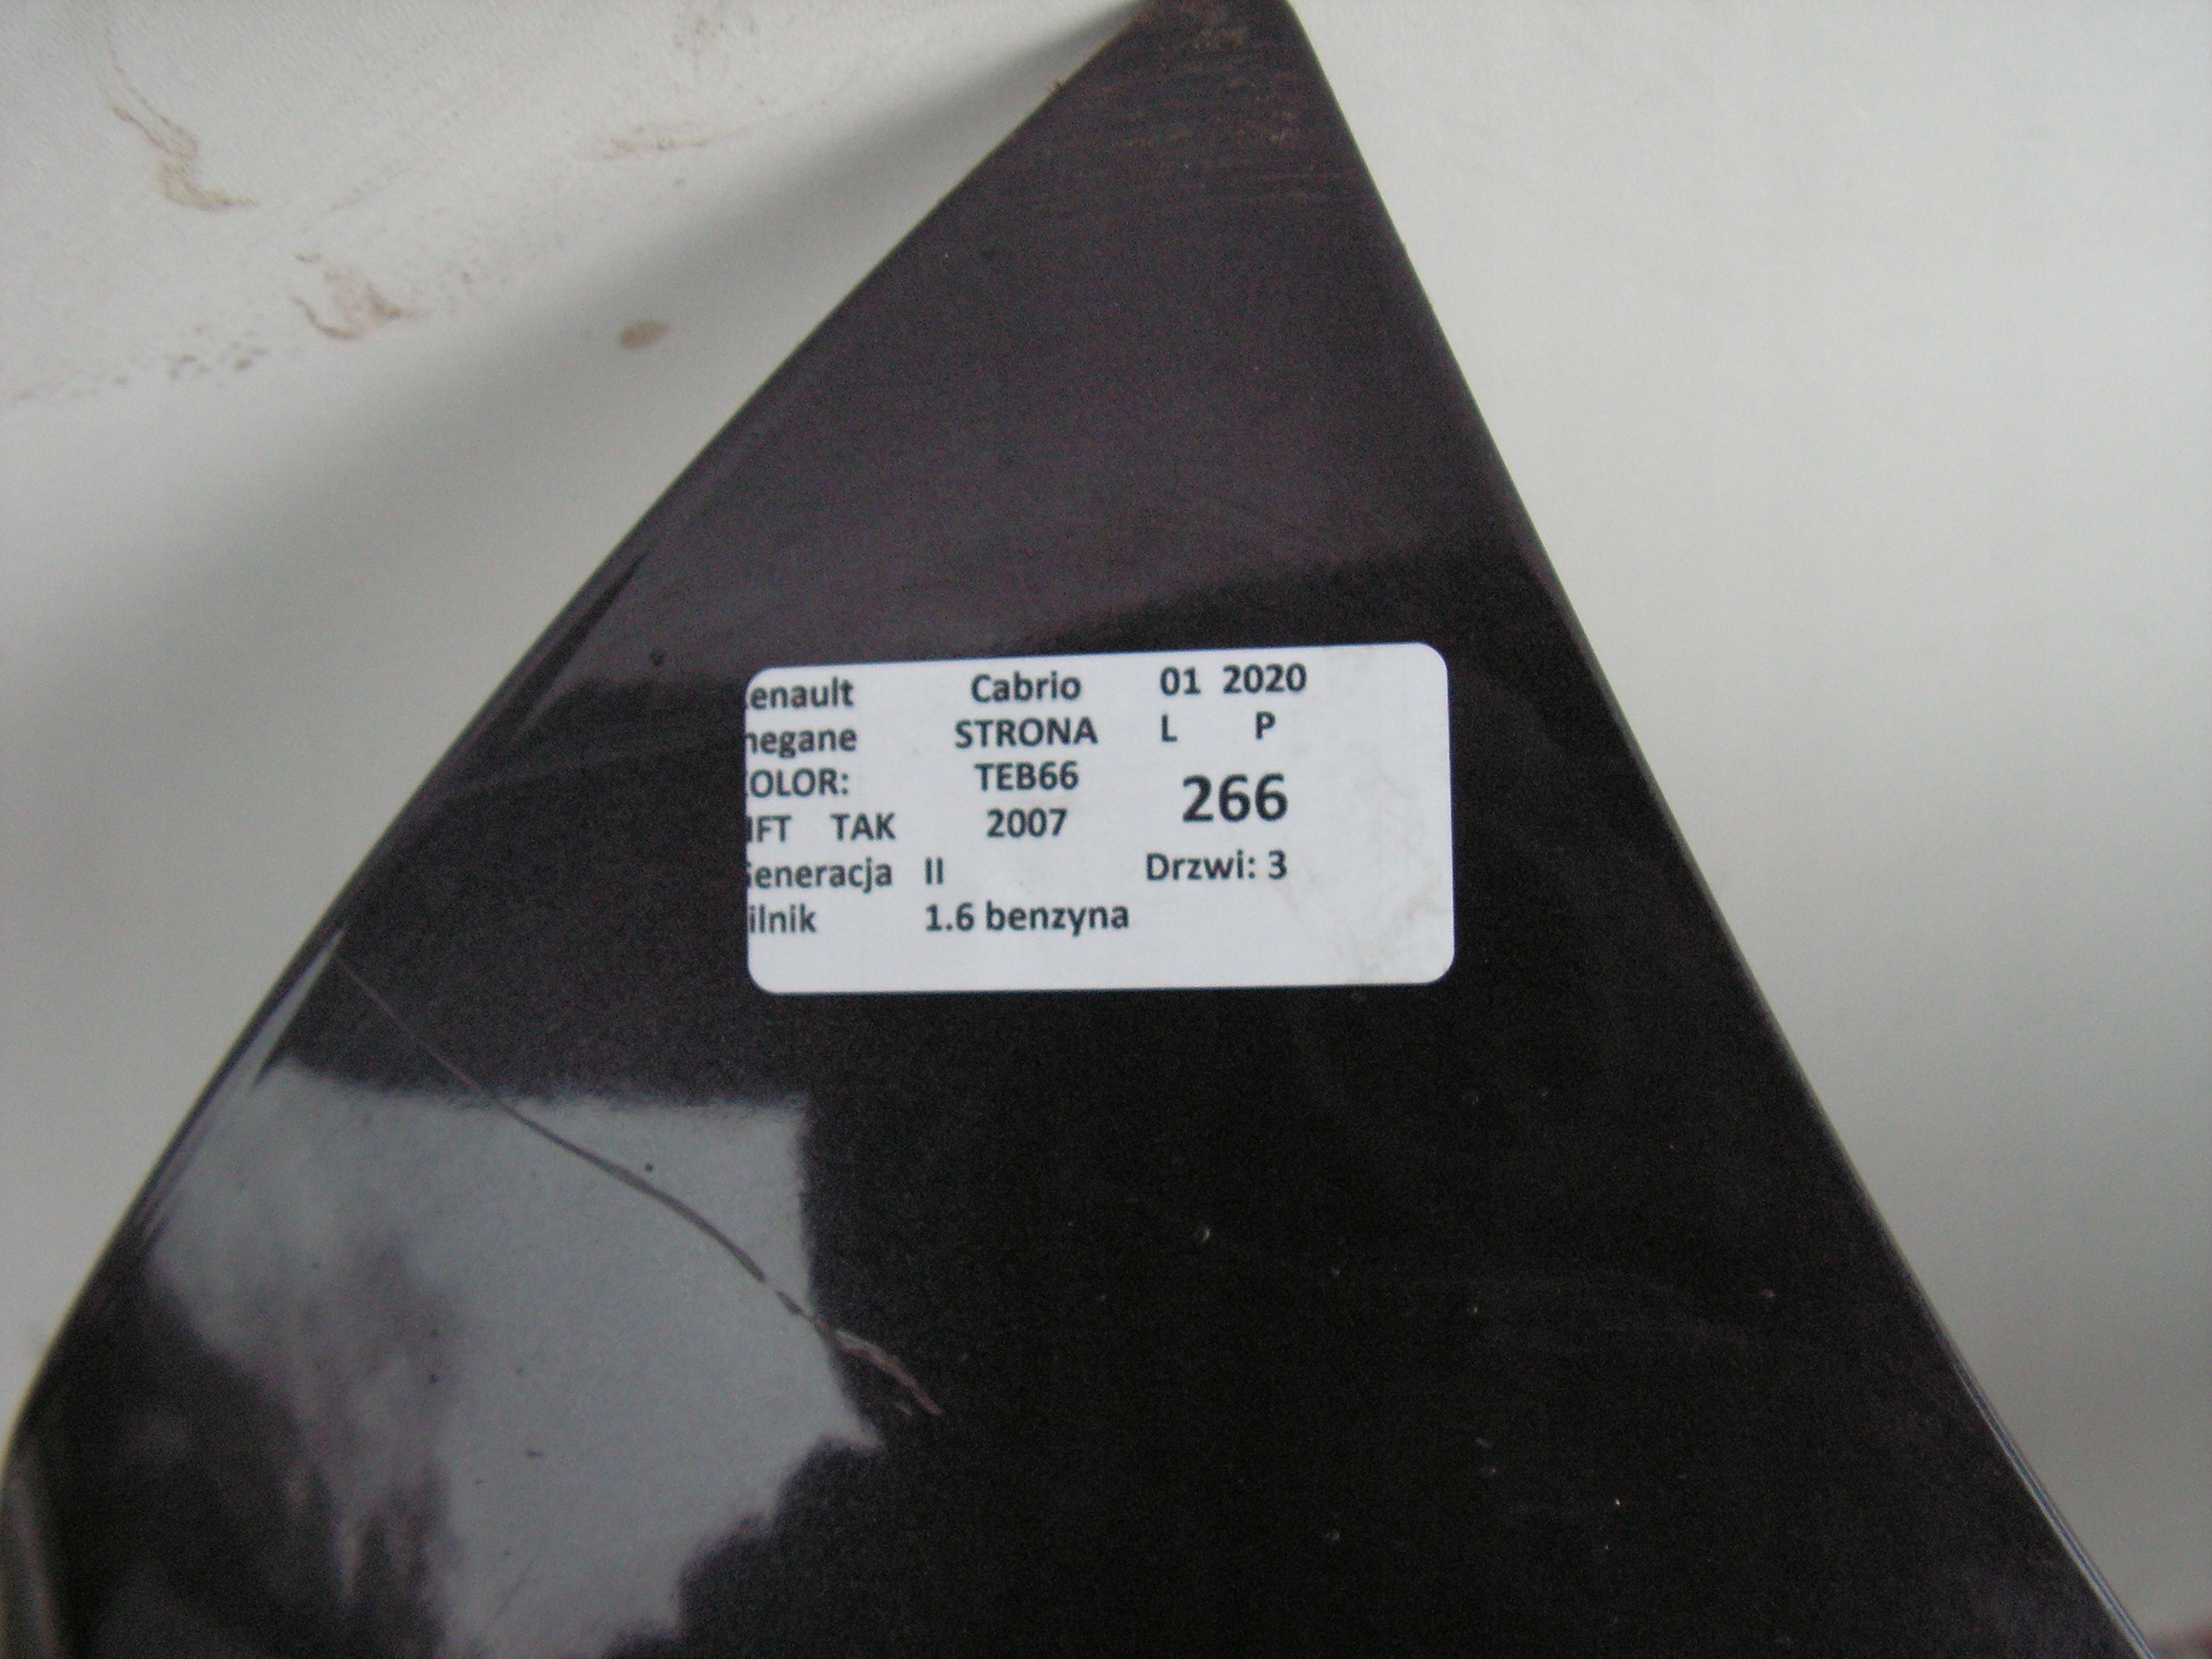 enault Cabrio 01 2020
negane STRONA L P
OLOR: TEB66
IFT TAK 2007 266
eneracja II Drzwi: 3
ilnik 1.6 benzyna